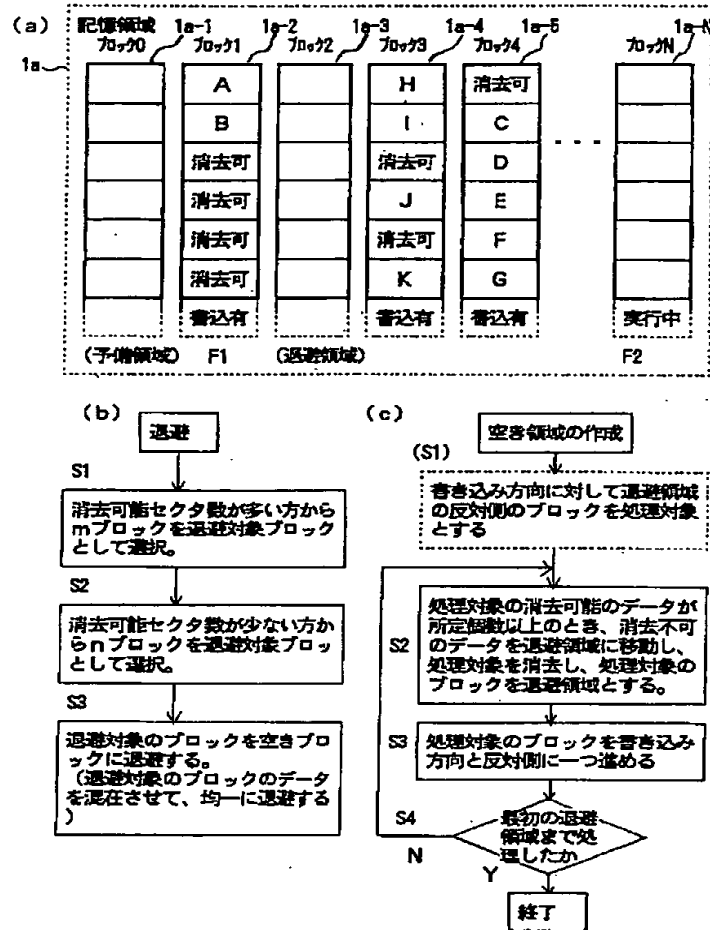 (a)
記憶領域 1a-1 1a-2 1a-3 1a-4 1a-5 1a-N
ブロック0 ブロック1 ブロック2 ブロック3 ブロック4 ブロックN
1a
A H 消去可
B I C
消去可 消去可 D
消去可 J E
消去可 消去可 F
消去可 K G
書込有 書込有 書込有 実行中
(予備領域) F1 (退避領域) F2
(b)
退避
S1
消去可能セクタ数が多い方から
mブロックを退避対象ブロック
として選択。
S2
消去可能セクタ数が少ない方か
らnブロックを退避対象ブロッ
として選択。
S3
退避対象のブロックを空きブロ
ックに退避する。
(退避対象のブロックのデータ
を混在させて、均一に退避する
)
(c)
空き領域の作成
(S1)
書き込み方向に対して退避領域
の反対側のブロックを処理対象
とする
S2
処理対象の消去可能のデータが
所定個数以上のとき、消去不可
のデータを退避領域に移動し、
処理対象を消去し、処理対象の
ブロックを退避領域とする。
S3
処理対象のブロックを書き込み
方向と反対側に一つ進める
S4
最初の退避
領域まで処
理したか
N
Y
終了